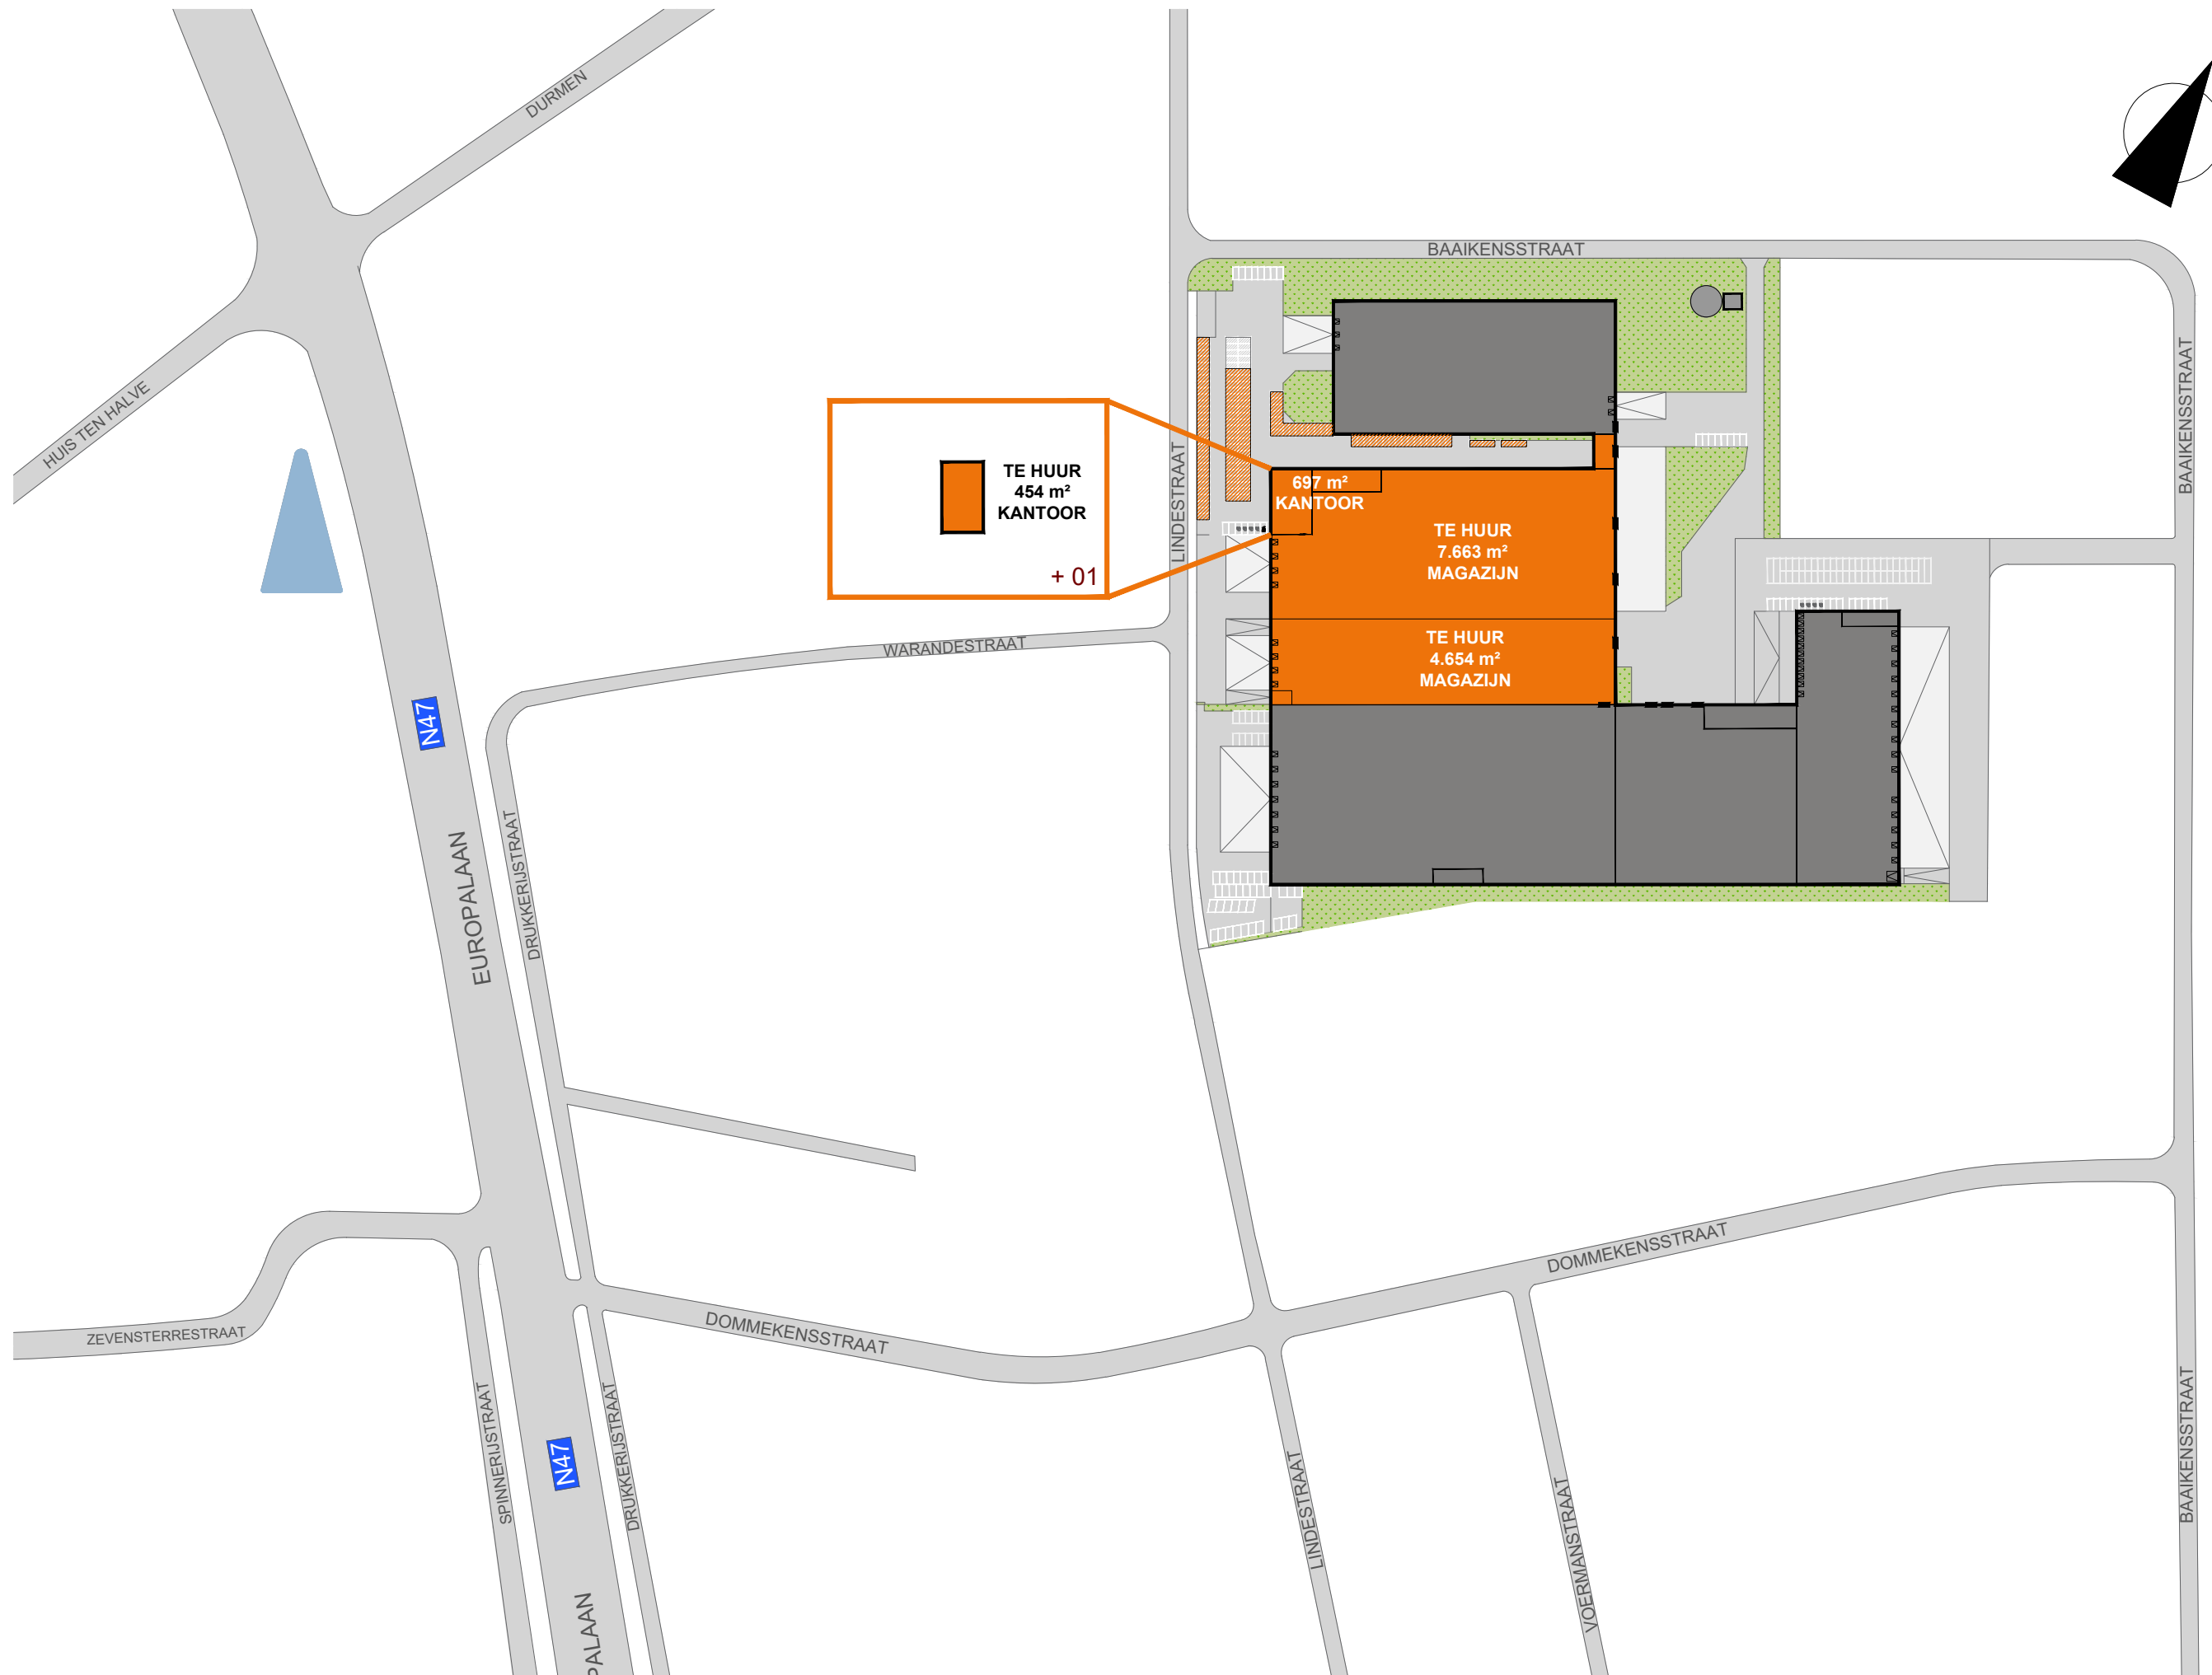 DURMEN
BAAIKENSSTRAAT
HUIS TEN HALVE
BAAIKENSSTRAAT
LINDESTRAAT
TE HUUR
454 m²
KANTOOR
+ 01
697 m²
KANTOOR
TE HUUR
7.663 m²
MAGAZIJN
TE HUUR
4.654 m²
MAGAZIJN
WARANDESTRAAT
N47
EUROPALAAN
DRUKKERIJSTRAAT
DOMMEKENSSTRAAT
DOMMEKENSSTRAAT
ZEVENSTERRESTRAAT
SPINNERIJSTRAAT
N47
DRUKKERIJSTRAAT
LINDESTRAAT
VOERMANSTRAAT
BAAIKENSSTRAAT
PALAAN